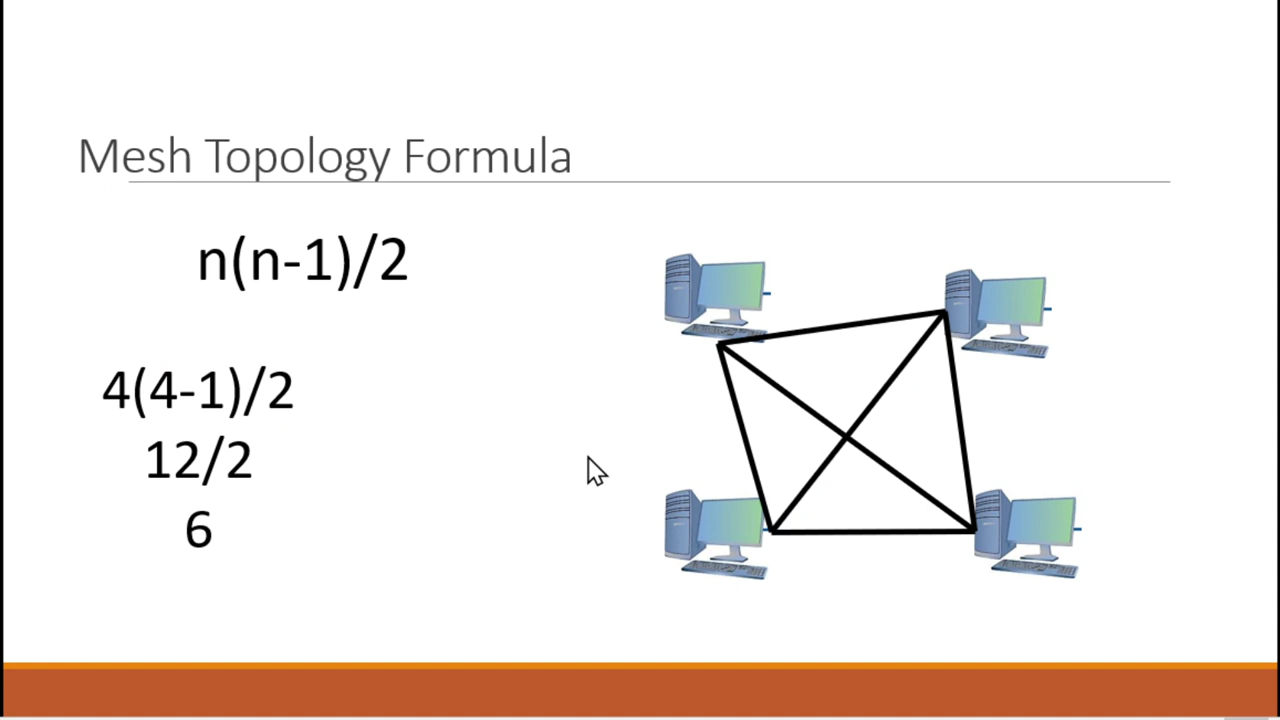 Mesh Topology Formula
n(n-1)/2
4(4-1)/2
12/2
6